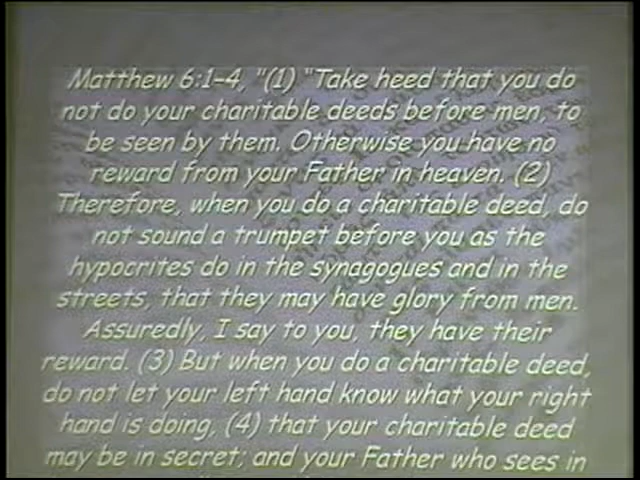 Matthew 6:1-4, "(1) "Take heed that you do
not do your charitable deeds before men, to
be seen by them. Otherwise you have no
reward from your Father in heaven. (2)
Therefore, when you do a charitable deed, do
not sound a trumpet before you as the
hypocrites do in the synagogues and in the
streets, that they may have glory from men.
Assuredly, I say to you, they have their
reward. (3) But when you do a charitable deed,
do not let your left hand know what your right
hand is doing, (4) that your charitable deed
may be in secret; and your Father who sees in